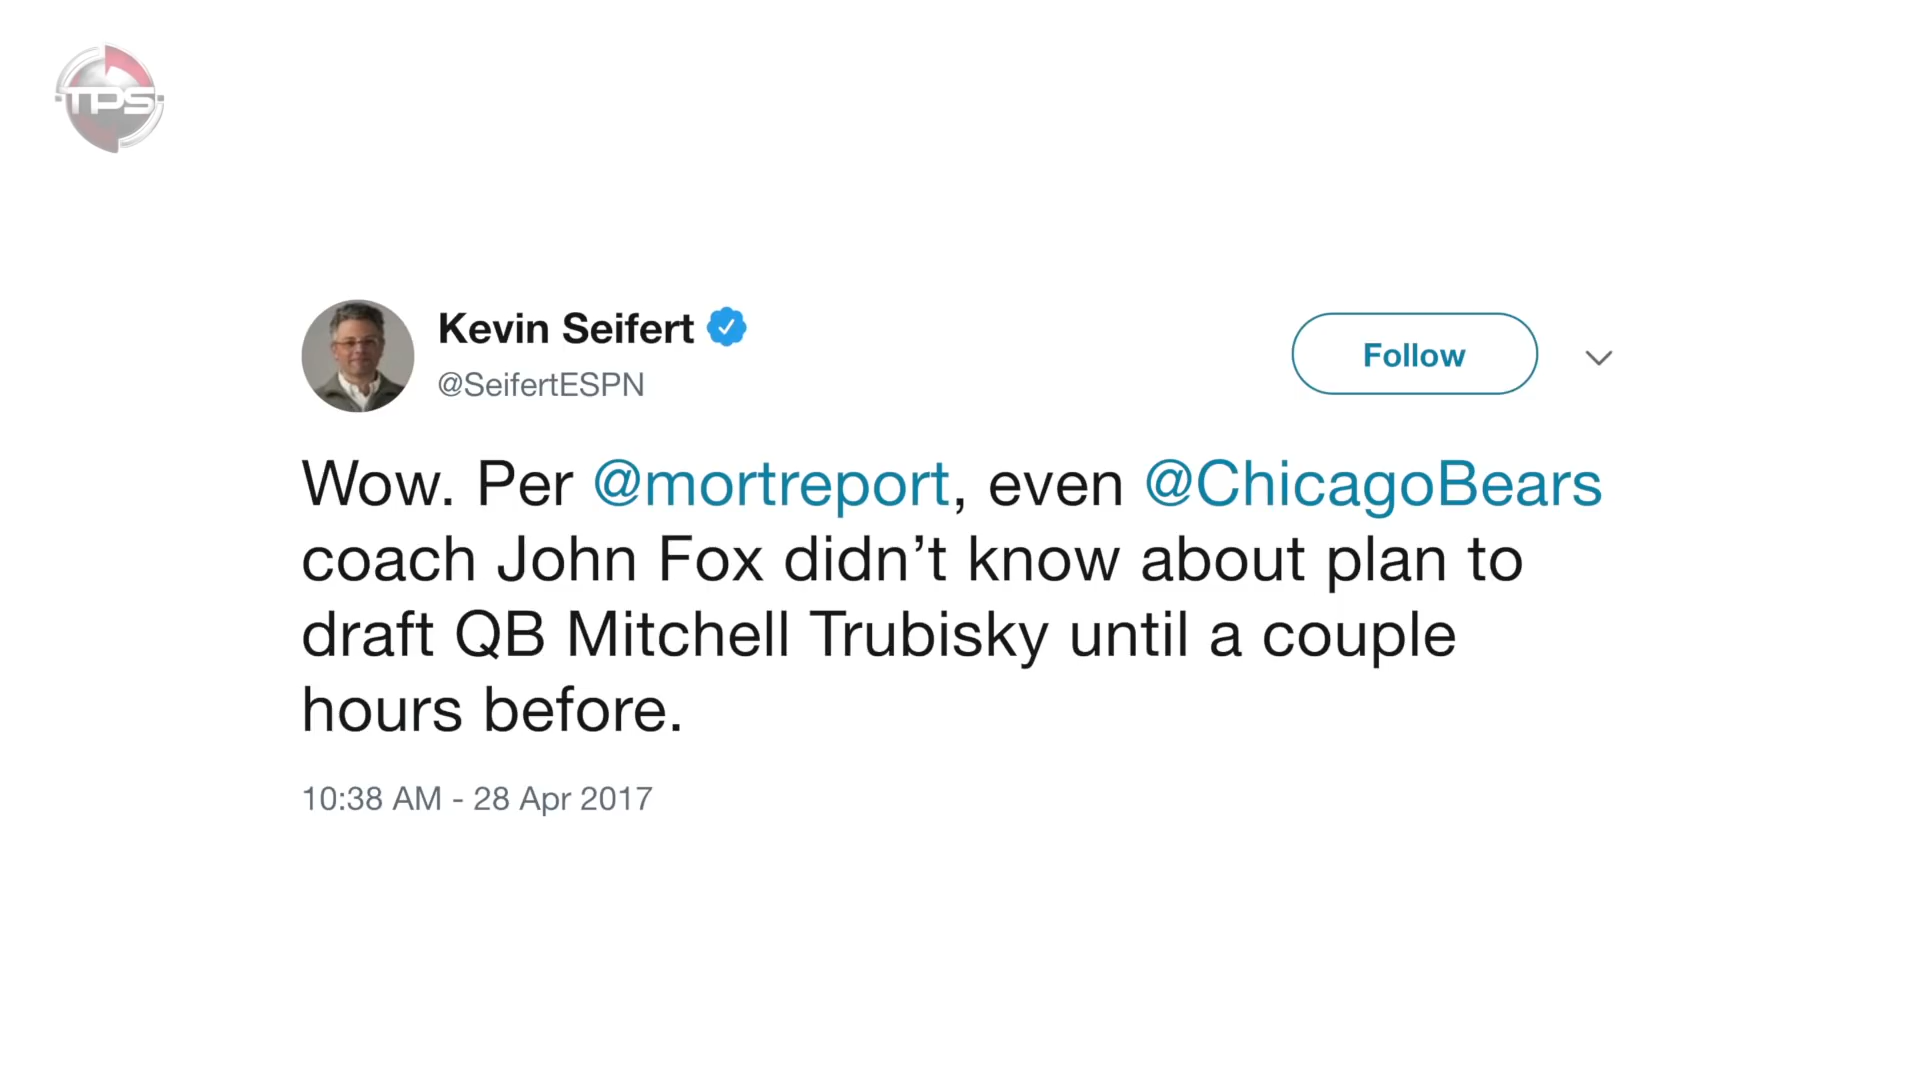 TPS
Kevin Seifert
@SeifertESPN
Follow
Wow. Per @mortreport, even @ChicagoBears
coach John Fox didn’t know about plan to
draft QB Mitchell Trubisky until a couple
hours before.
10:38 AM - 28 Apr 2017